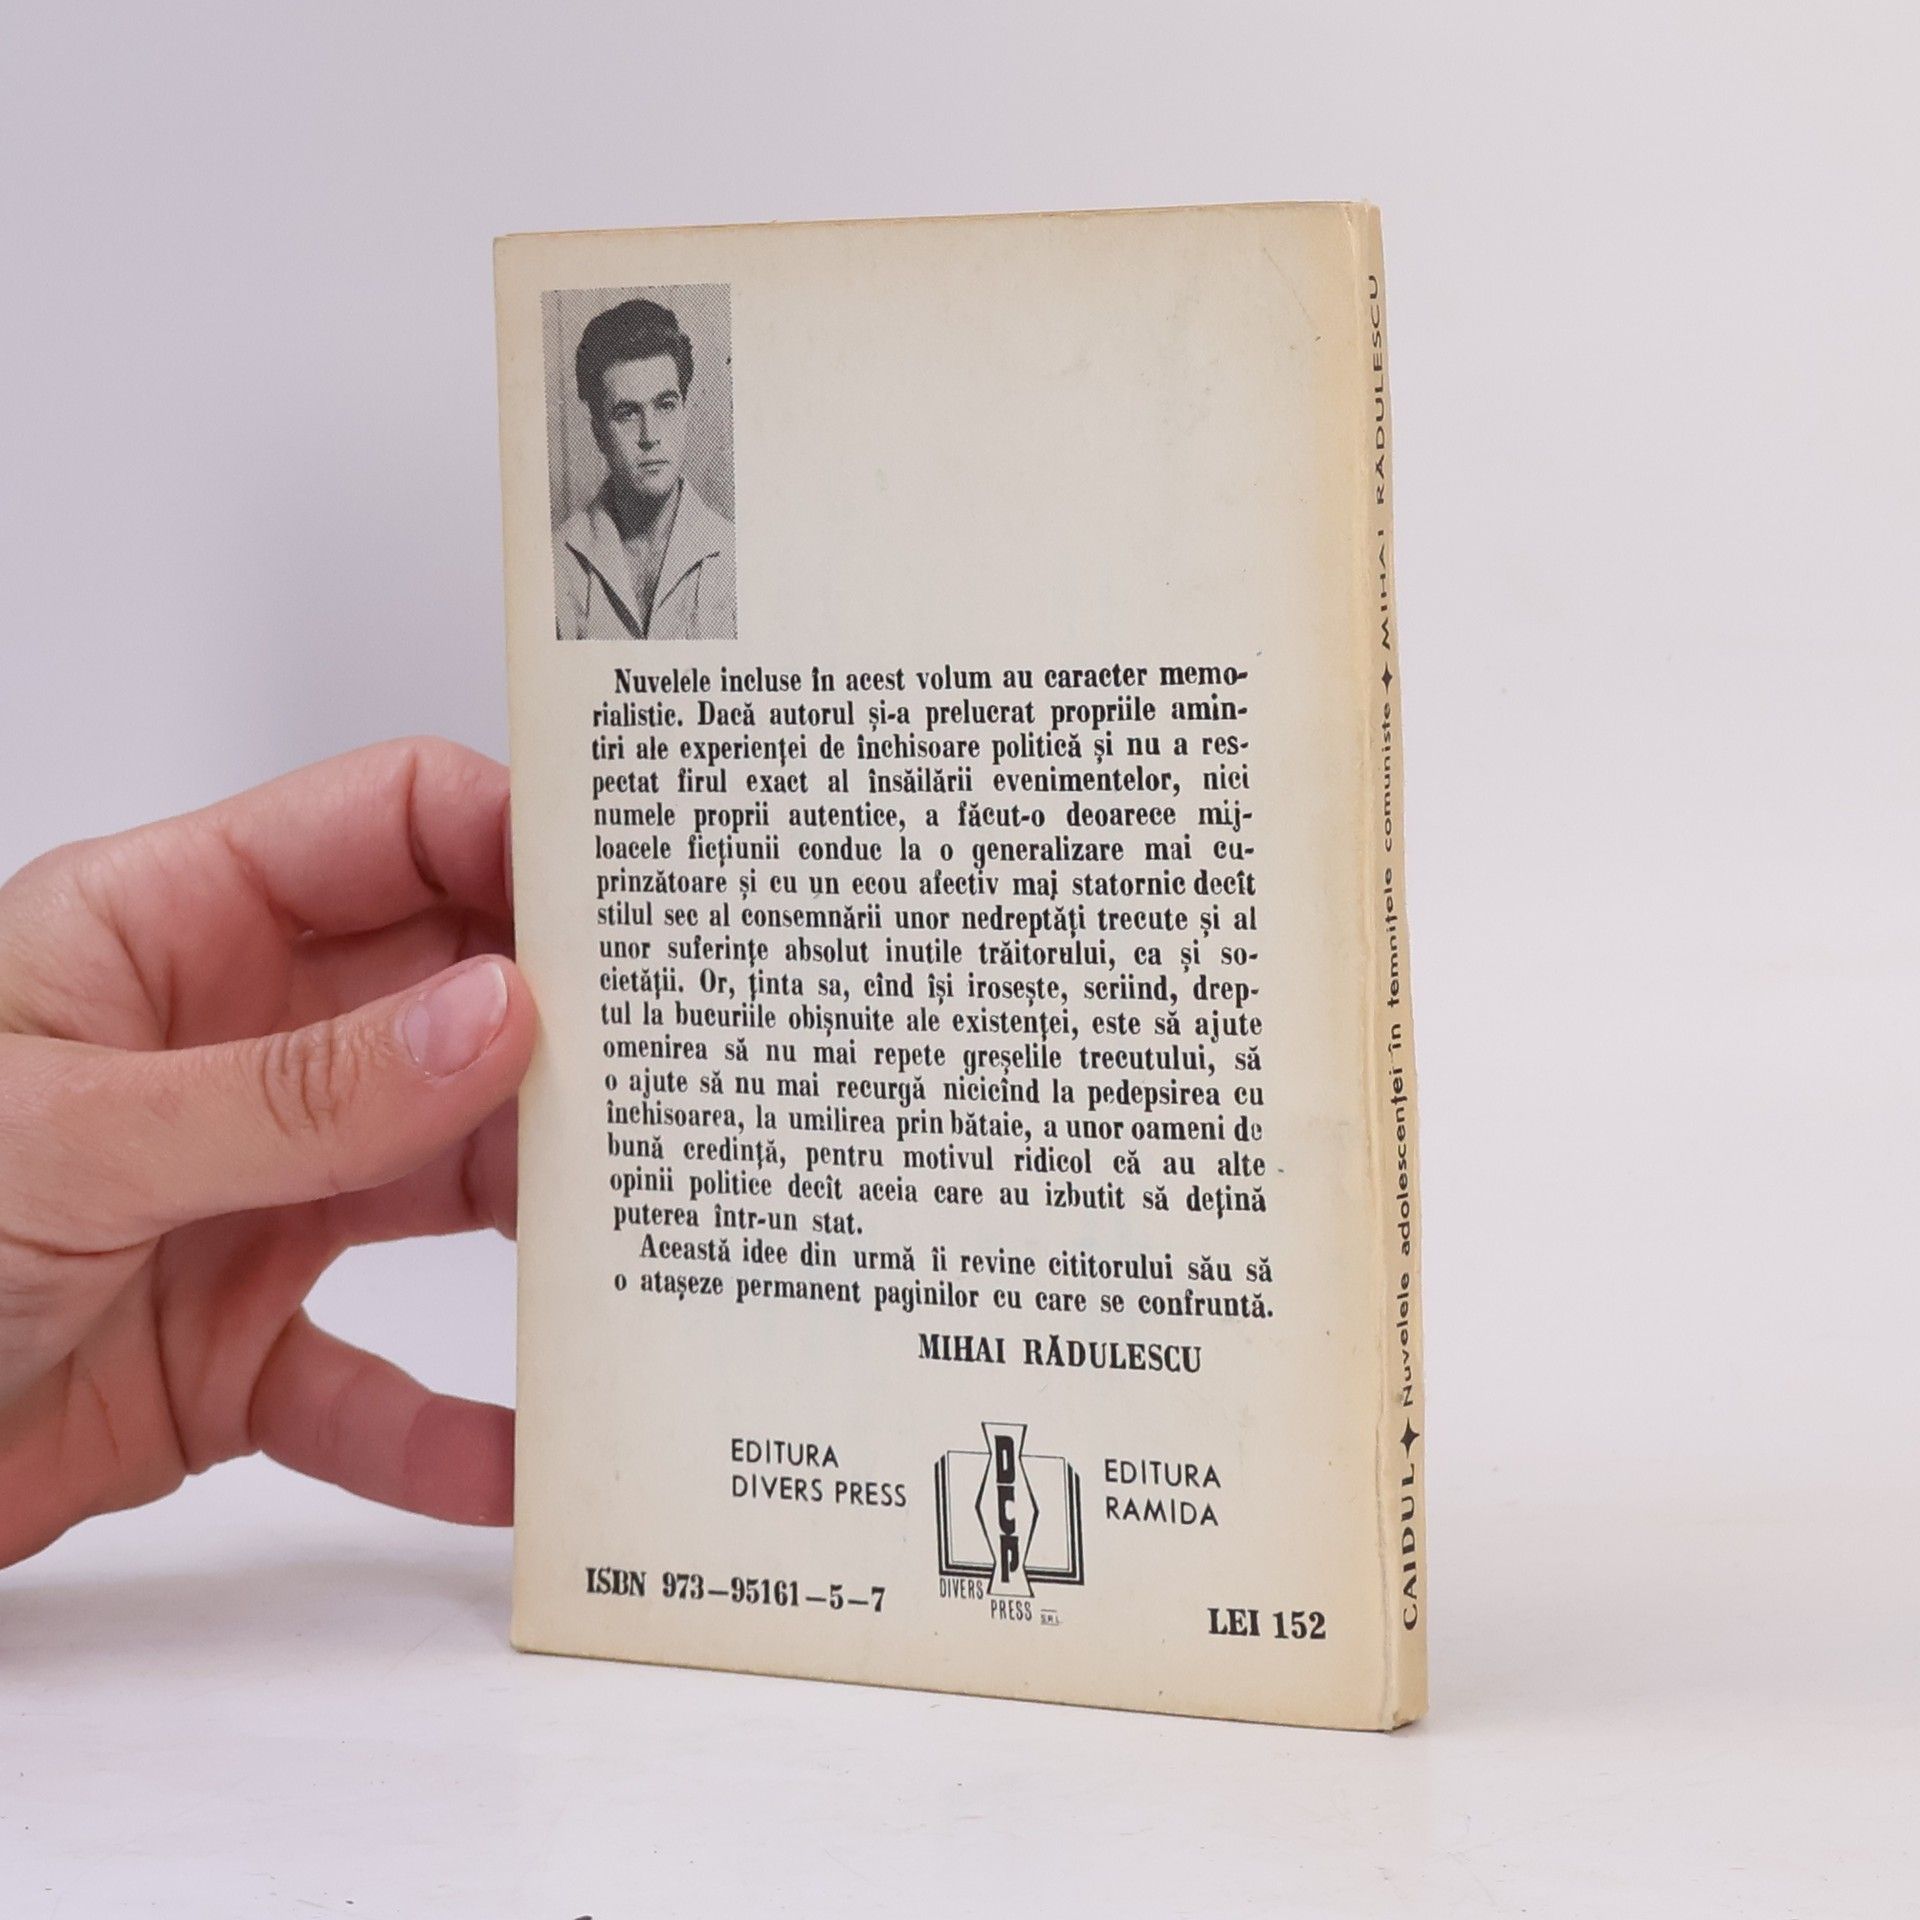 Nuvelele incluse în acest volum au caracter memo-
rialistic. Dacă autorul și-a prelucrat propriile amin-
tiri ale experienței de închisoare politică și nu a res-
pectat firul exact al însăilării evenimentelor, nici
numele proprii autentice, a făcut-o deoarece mij-
loacele ficțiunii conduc la o generalizare mai cu-
prinzătoare și cu un ecou afectiv mai statornic decît
stilul sec al consemnării unor nedreptăți trecute și al
unor suferințe absolut inutile trăitorului, ca și so-
cietății. Or, ținta sa, cînd își irosește, scriind, drep-
tul la bucuriile obișnuite ale existenței, este să ajute
omenirea să nu mai repete greșelile trecutului, să
o ajute să nu mai recurgă nicicînd la pedepsirea cu
închisoarea, la umilirea prin bătaie, a unor oameni de
bună credință, pentru motivul ridicol că au alte
opinii politice decît aceia care au izbutit să dețină
puterea într-un stat.
Această idee din urmă îi revine cititorului său să
o atașeze permanent paginilor cu care se confruntă.
MIHAI RĂDULESCU
EDITURA
DIVERS PRESS
DCP
DIVERS
PRESS S.R.L.
EDITURA
RAMIDA
ISBN 973-95161-5-7
LEI 152
CAIDUL ✦ Nuvelele adolescenței în temnițele comuniste ✦ MIHAI RĂDULESCU